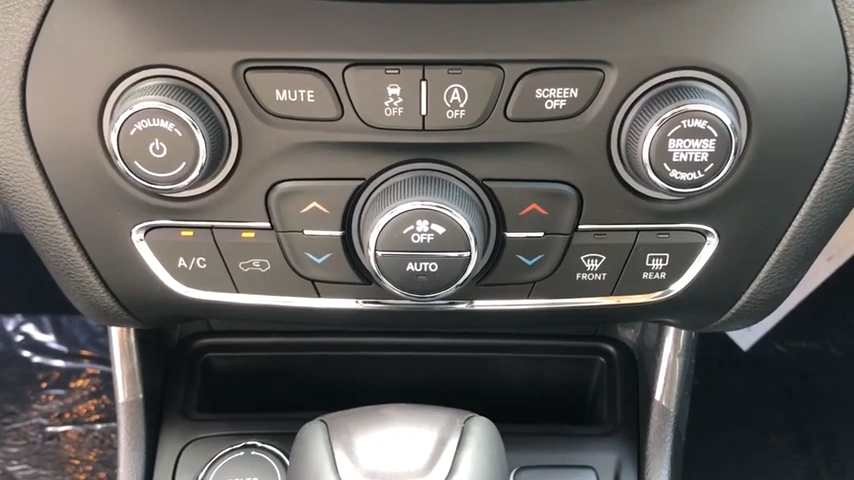 MUTE
OFF
OFF
SCREEN
OFF
VOLUME
TUNE
BROWSE
ENTER
SCROLL
OFF
AUTO
A/C
FRONT
REAR